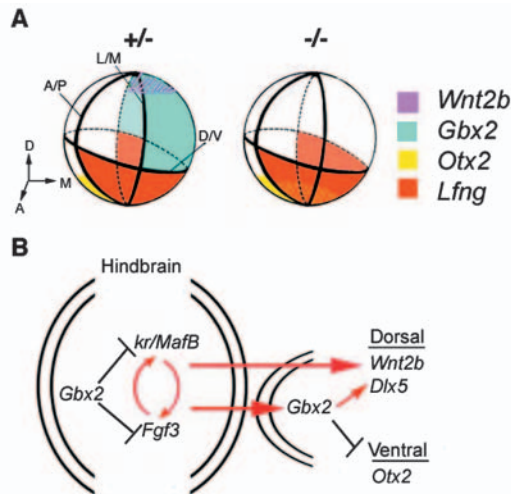 A
+/-
-/-
L/M
A/P
D/V
D
M
A
Wnt2b
Gbx2
Otx2
Lfng
B
Hindbrain
kr/MafB
Gbx2
Fgf3
Gbx2
Dorsal
Wnt2b
Dlx5
Ventral
Otx2